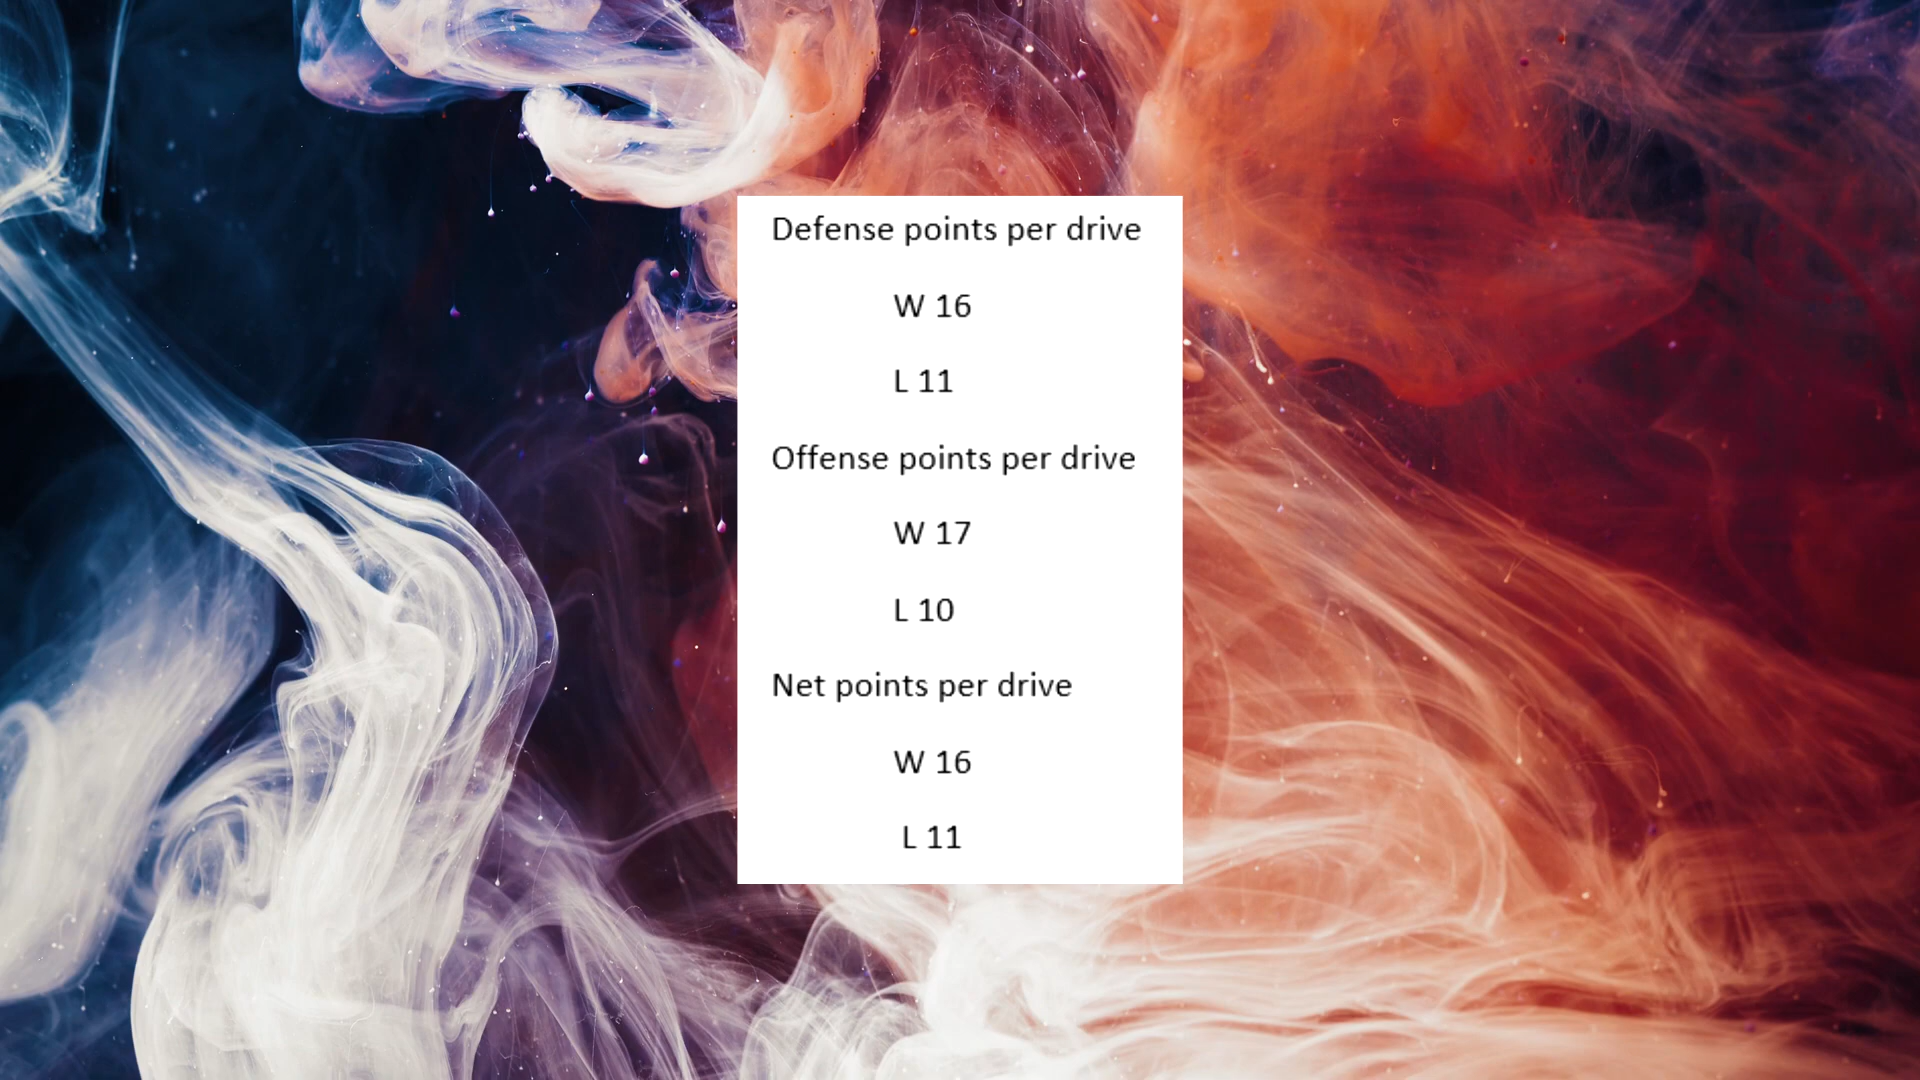 Defense points per drive
W 16
L 11
Offense points per drive
W 17
L 10
Net points per drive
W 16
L 11